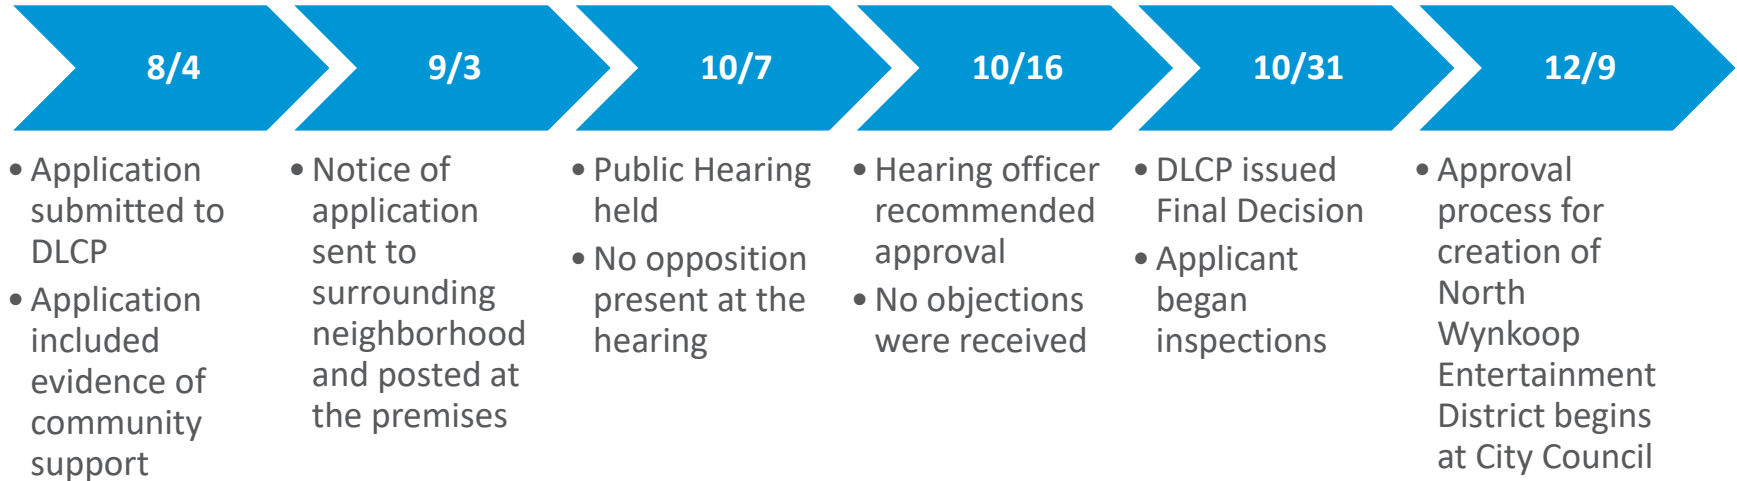 8/4
• Application
submitted to
DLCP
• Application
included
evidence of
community
support
9/3
• Notice of
application
sent to
surrounding
neighborhood
and posted at
the premises
10/7
• Public Hearing
held
• No opposition
present at the
hearing
10/16
• Hearing officer
recommended
approval
• No objections
were received
10/31
• DLCP issued
Final Decision
• Applicant
began
inspections
12/9
• Approval
process for
creation of
North
Wynkoop
Entertainment
District begins
at City Council